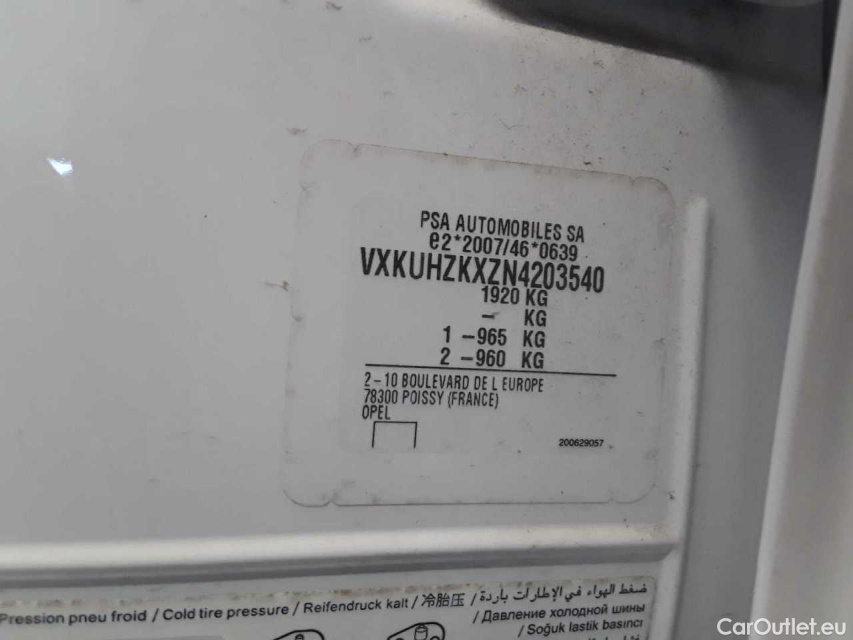 PSA AUTOMOBILES SA
e2*2007/46*0639
VXKUHZKXZN4203540
1920 KG
- KG
1 -965 KG
2 -960 KG
2-10 BOULEVARD DE L EUROPE
78300 POISSY (FRANCE)
OPEL
200629057
ضغط الهواء في الإطارات باردة /
Pression pneu froid / Cold tire pressure / Reifendruck kalt / 冷胎压 / Давление холодной шины
/ Soğuk lastik basıncı
CarOutlet.eu